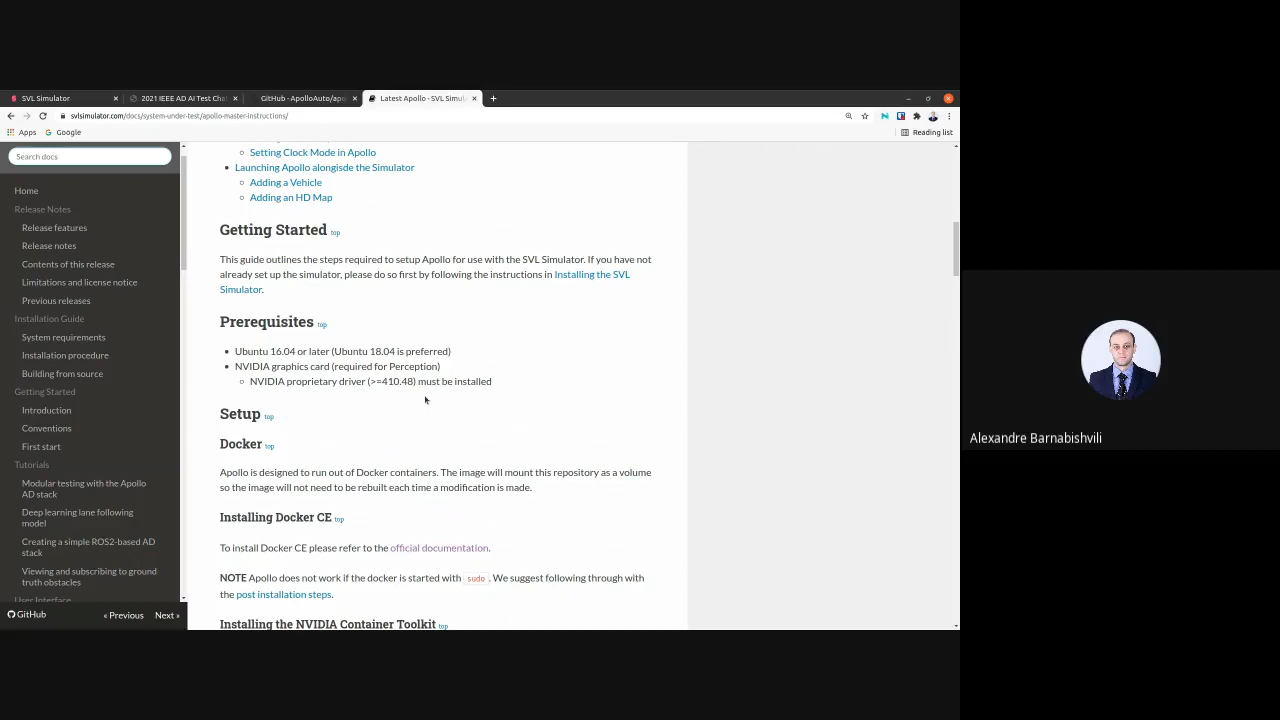 SVL Simulator
2021 IEEE AD AI Test Cha
GitHub - ApolloAuto/apo
Latest Apollo - SVL Simula
svlsimulator.com/docs/system-under-test/apollo-master-instructions/
Apps
Google
Reading list
Search docs
Home
Release Notes
Release features
Release notes
Contents of this release
Limitations and license notice
Previous releases
Installation Guide
System requirements
Installation procedure
Building from source
Getting Started
Introduction
Conventions
First start
Tutorials
Modular testing with the Apollo
AD stack
Deep learning lane following
model
Creating a simple ROS2-based AD
stack
Viewing and subscribing to ground
truth obstacles
User Interface
GitHub
« Previous
Next »
Setting Clock Mode in Apollo
Launching Apollo alongisde the Simulator
Adding a Vehicle
Adding an HD Map
Getting Started top
This guide outlines the steps required to setup Apollo for use with the SVL Simulator. If you have not
already set up the simulator, please do so first by following the instructions in Installing the SVL
Simulator.
Prerequisites top
Ubuntu 16.04 or later (Ubuntu 18.04 is preferred)
NVIDIA graphics card (required for Perception)
NVIDIA proprietary driver (>=410.48) must be installed
Setup top
Docker top
Apollo is designed to run out of Docker containers. The image will mount this repository as a volume
so the image will not need to be rebuilt each time a modification is made.
Installing Docker CE top
To install Docker CE please refer to the official documentation.
NOTE Apollo does not work if the docker is started with sudo . We suggest following through with
the post installation steps.
Installing the NVIDIA Container Toolkit top
Alexandre Barnabishvili